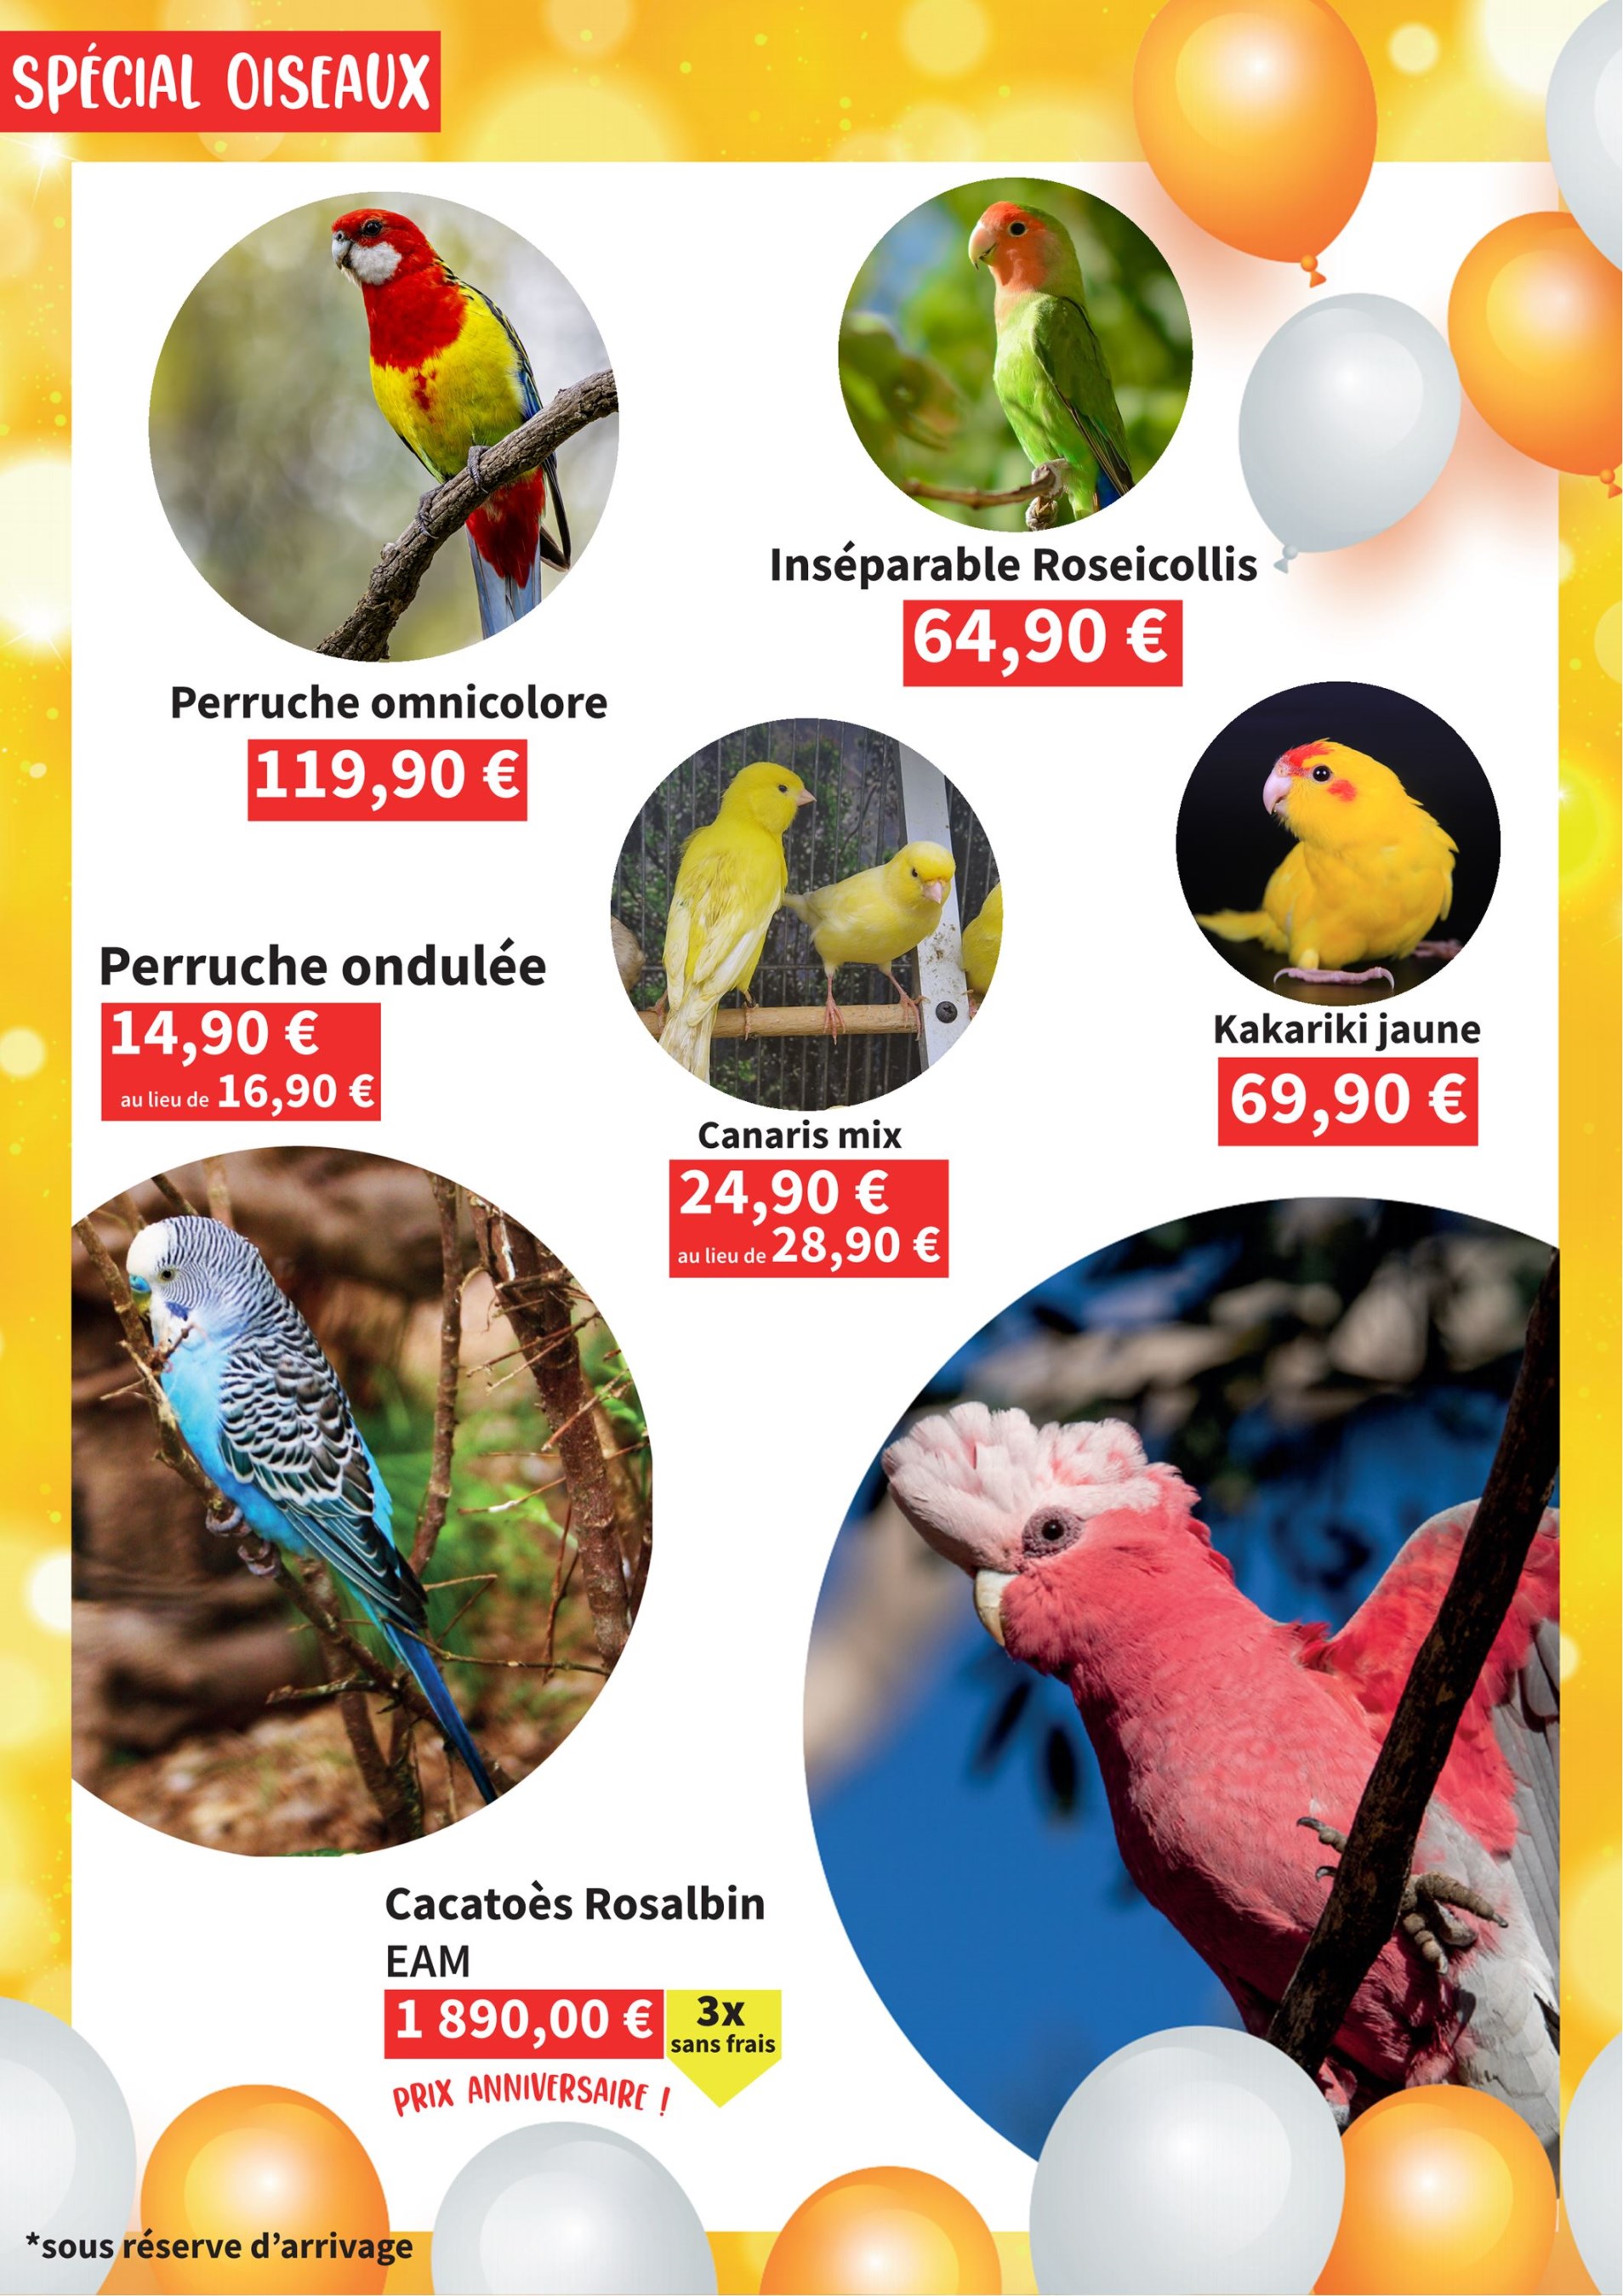 SPÉCIAL OISEAUX
Inséparable Roseicollis
64,90 €
Perruche omnicolore
119,90 €
Perruche ondulée
14,90 €
au lieu de 16,90 €
Kakariki jaune
69,90 €
Canaris mix
24,90 €
au lieu de 28,90 €
Cacatoès Rosalbin
EAM
1 890,00 €
3x
sans frais
PRIX ANNIVERSAIRE !
*sous réserve d'arrivage